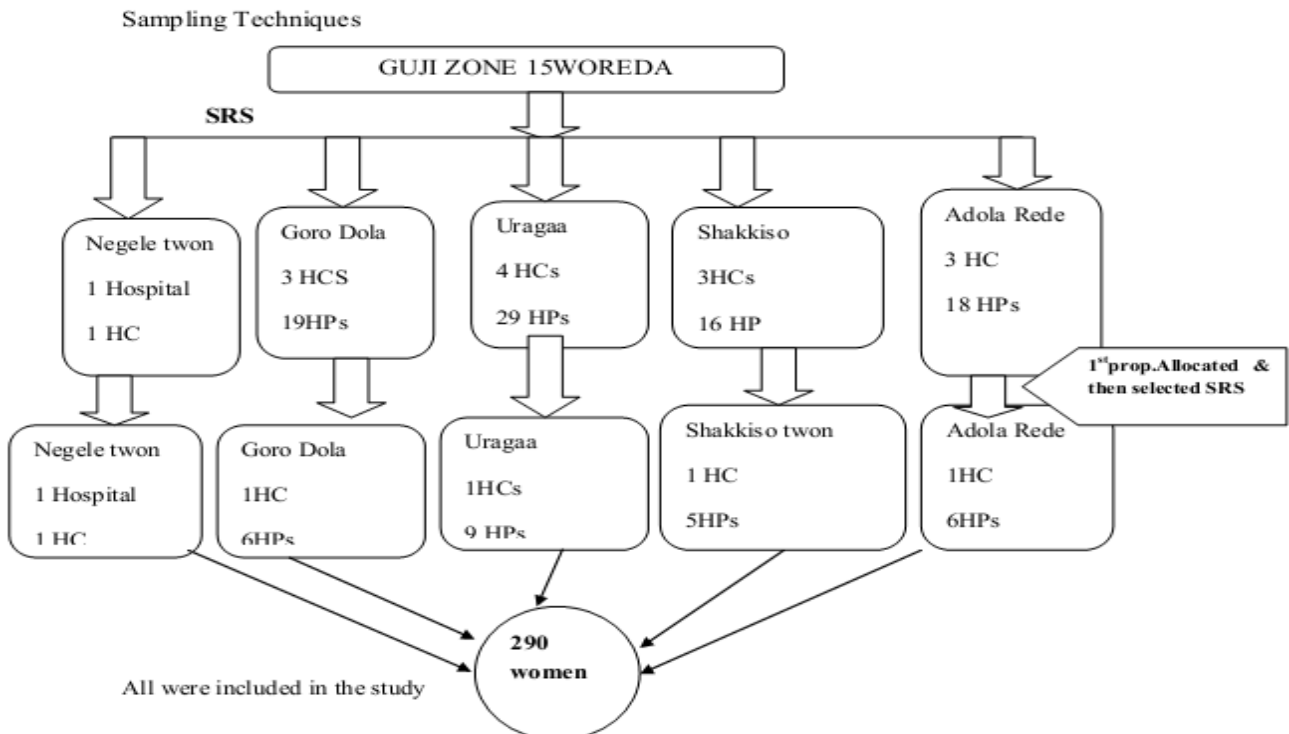 Sampling Techniques
GUJI ZONE 15WOREDA
SRS
Negele twon
1 Hospital
1 HC
Goro Dola
3 HCS
19HPs
Uragaa
4 HCs
29 HPs
Shakkiso
3HCs
16 HP
Adola Rede
3 HC
18 HPs
1st prop.Allocated &
then selected SRS
Negele twon
1 Hospital
1 HC
Goro Dola
1HC
6HPs
Uragaa
1HCs
9 HPs
Shakkiso twon
1 HC
5HPs
Adola Rede
1HC
6HPs
290
women
All were included in the study